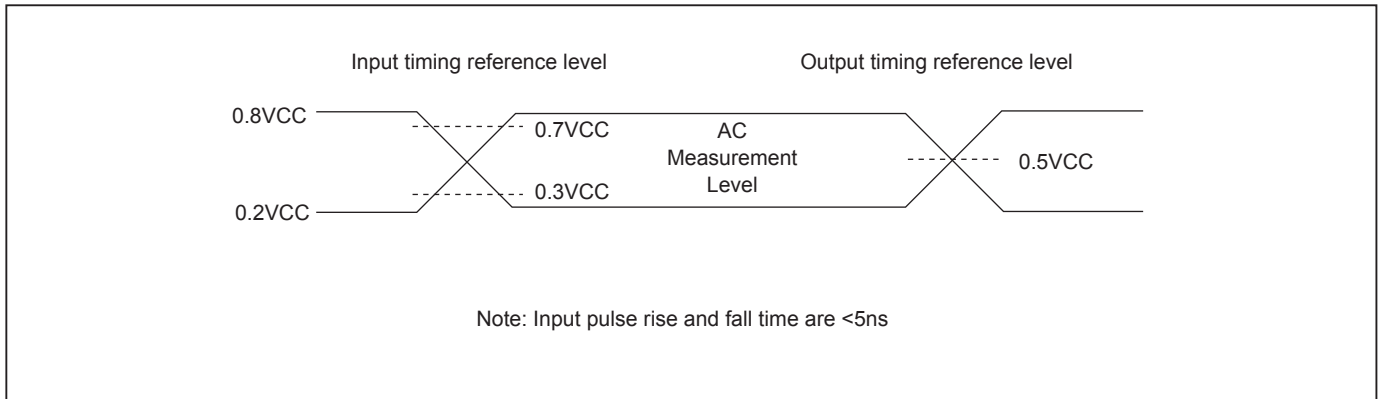 Input timing reference level
Output timing reference level
0.8VCC
0.7VCC
AC
Measurement
Level
0.5VCC
0.3VCC
0.2VCC
Note: Input pulse rise and fall time are <5ns